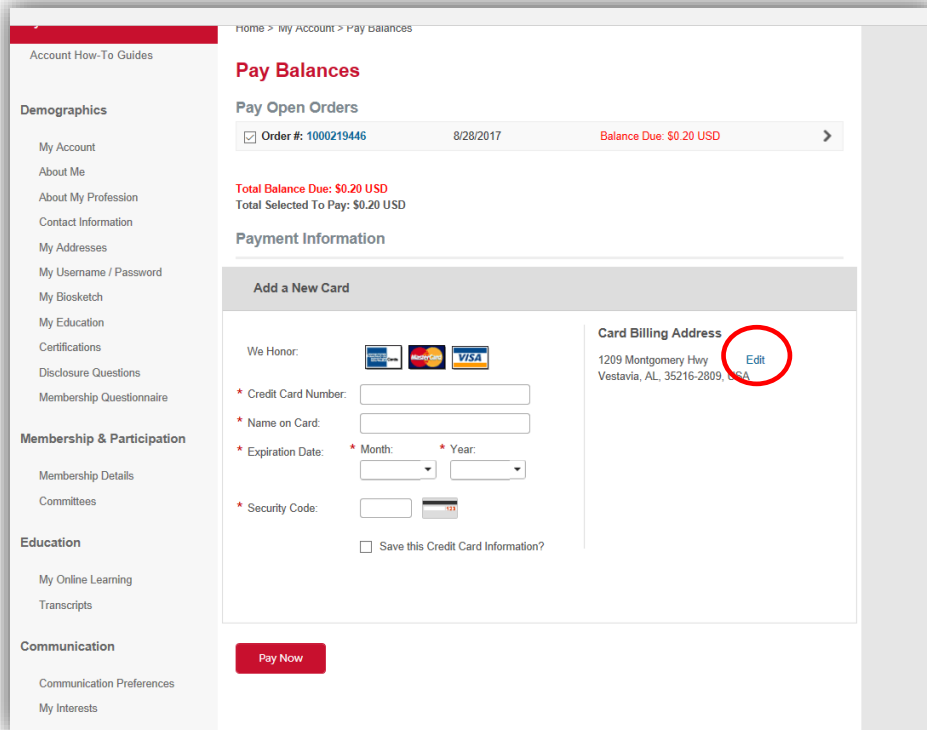 Home > My Account > Pay Balances
Account How-To Guides
Demographics
My Account
About Me
About My Profession
Contact Information
My Addresses
My Username / Password
My Biosketch
My Education
Certifications
Disclosure Questions
Membership Questionnaire
Membership & Participation
Membership Details
Committees
Education
My Online Learning
Transcripts
Communication
Communication Preferences
My Interests
Pay Balances
Pay Open Orders
Order #: 1000219446 8/28/2017 Balance Due: $0.20 USD
Total Balance Due: $0.20 USD
Total Selected To Pay: $0.20 USD
Payment Information
Add a New Card
We Honor: MasterCard VISA
* Credit Card Number:
* Name on Card:
* Expiration Date: * Month: * Year:
* Security Code: 123
Save this Credit Card Information?
Card Billing Address
1209 Montgomery Hwy Edit
Vestavia, AL, 35216-2809, USA
Pay Now